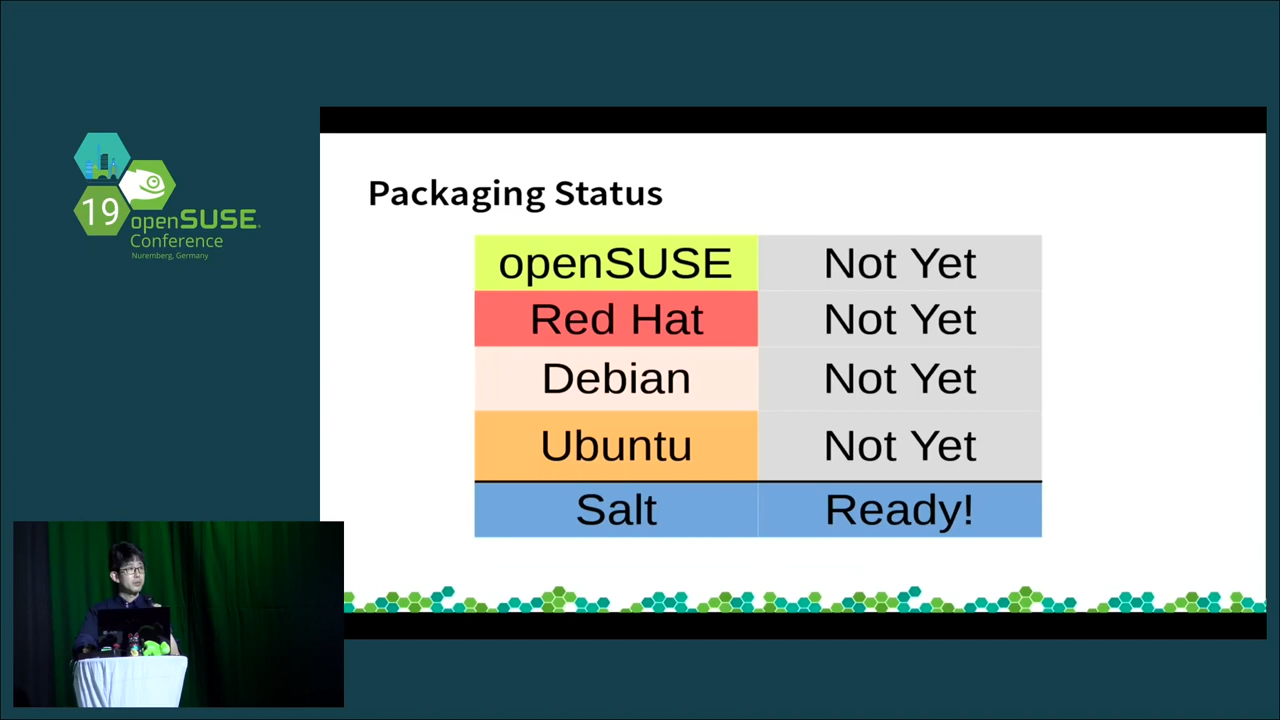 19
openSUSE
Conference
Nuremberg, Germany
Packaging Status
openSUSE Not Yet
Red Hat Not Yet
Debian Not Yet
Ubuntu Not Yet
Salt Ready!